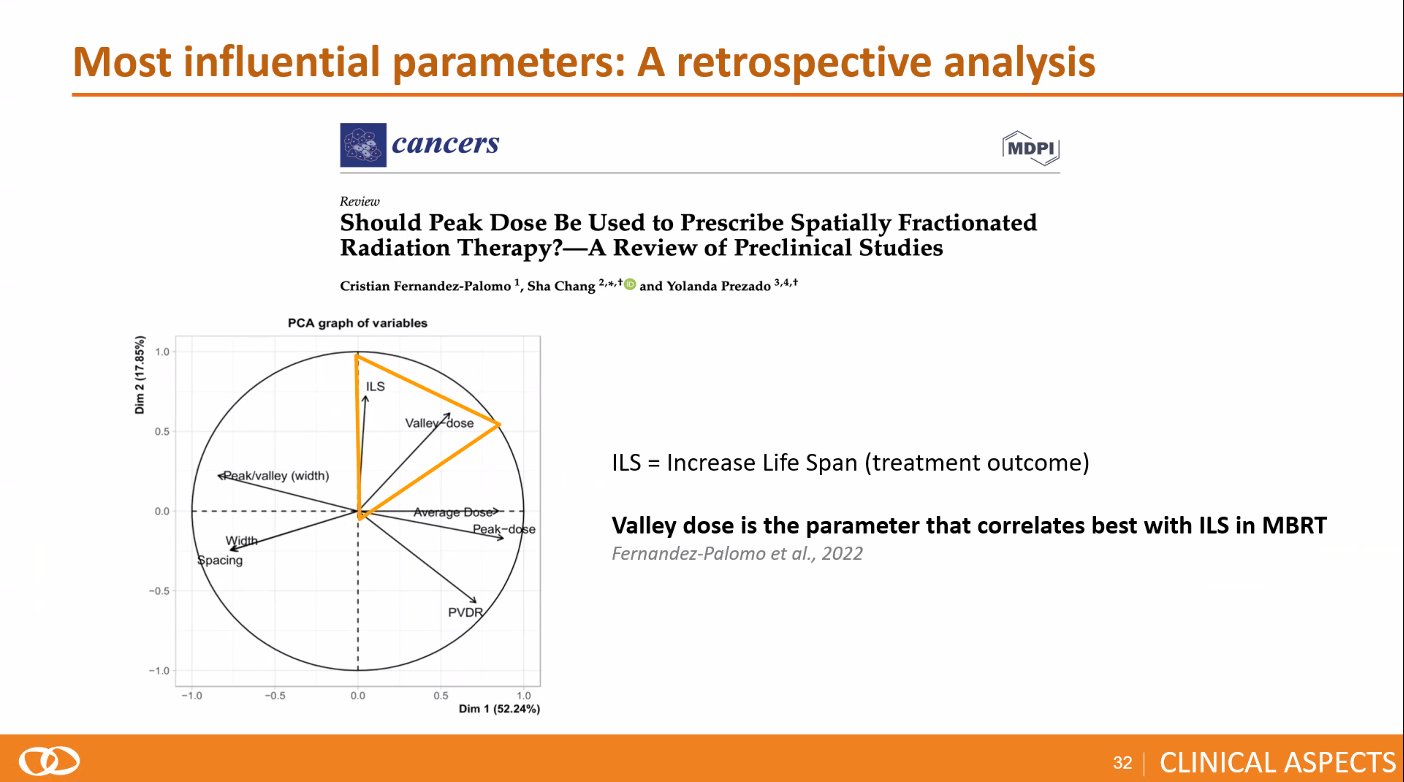 Most influential parameters: A retrospective analysis
cancers
MDPI
Review
Should Peak Dose Be Used to Prescribe Spatially Fractionated
Radiation Therapy?—A Review of Preclinical Studies
Cristian Fernandez-Palomo 1, Sha Chang 2,*,† iD and Yolanda Prezado 3,4,†
PCA graph of variables
Dim 2 (17.85%)
1.0
0.5
0.0
−0.5
−1.0
ILS
Valley−dose
Peak/valley (width)
Average Dose
Peak−dose
Width
Spacing
PVDR
−1.0 −0.5 0.0 0.5 1.0
Dim 1 (52.24%)
ILS = Increase Life Span (treatment outcome)
Valley dose is the parameter that correlates best with ILS in MBRT
Fernandez-Palomo et al., 2022
32 | CLINICAL ASPECTS